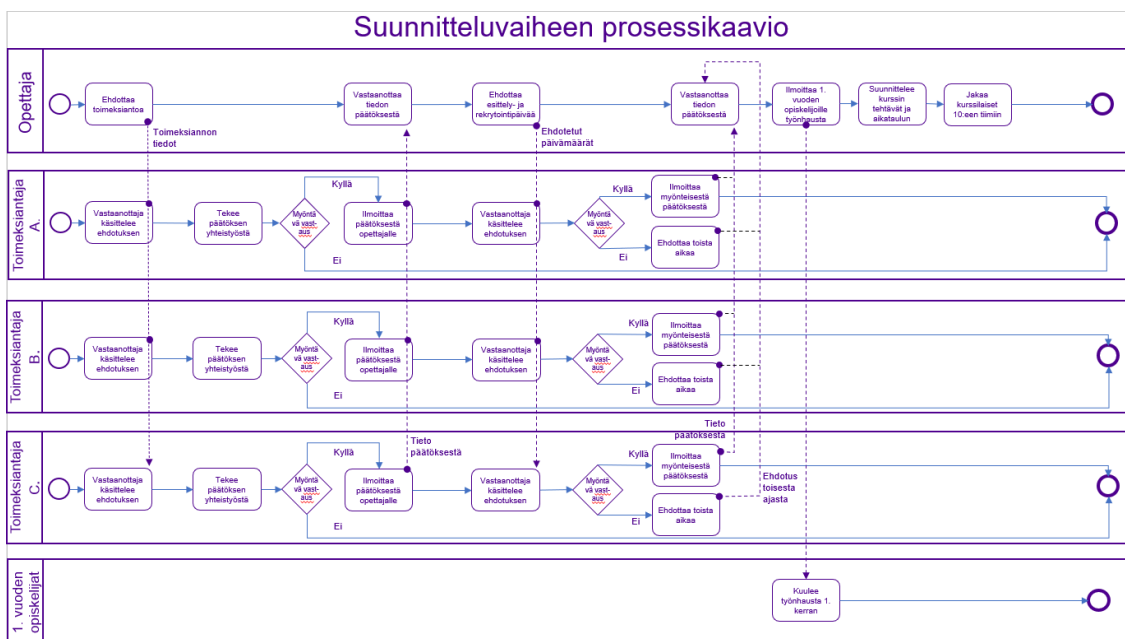 Suunnitteluvaiheen prosessikaavio
Opettaja
Ehdottaa
toimeksiantoa
Vastaanottaa
tiedon
päätöksestä
Ehdottaa
esittely- ja
rekrytointipäivää
Vastaanottaa
tiedon
päätöksestä
Ilmoittaa 1.
vuoden
opiskelijoille
työnhausta
Suunnittelee
kurssin
tehtävät ja
aikataulun
Jakaa
kurssilaiset
10:een tiimiin
Toimeksiannon
tiedot
Ehdotetut
päivämäärät
Toimeksiantaja
A.
Vastaanottaja
käsittelee
ehdotuksen
Tekee
päätöksen
yhteistyöstä
Myöntä
vä vast-
aus
Kyllä
Ei
Ilmoittaa
päätöksestä
opettajalle
Vastaanottaja
käsittelee
ehdotuksen
Myöntä
vä vast-
aus
Kyllä
Ei
Ilmoittaa
myönteisestä
päätöksestä
Ehdottaa toista
aikaa
Toimeksiantaja
B.
Vastaanottaja
käsittelee
ehdotuksen
Tekee
päätöksen
yhteistyöstä
Myöntä
vä vast-
aus
Kyllä
Ei
Ilmoittaa
päätöksestä
opettajalle
Vastaanottaja
käsittelee
ehdotuksen
Myöntä
vä vast-
aus
Kyllä
Ei
Ilmoittaa
myönteisestä
päätöksestä
Ehdottaa toista
aikaa
Tieto
päätöksestä
Toimeksiantaja
C.
Vastaanottaja
käsittelee
ehdotuksen
Tekee
päätöksen
yhteistyöstä
Myöntä
vä vast-
aus
Kyllä
Ei
Ilmoittaa
päätöksestä
opettajalle
Tieto
päätöksestä
Vastaanottaja
käsittelee
ehdotuksen
Myöntä
vä vast-
aus
Kyllä
Ei
Ilmoittaa
myönteisestä
päätöksestä
Ehdottaa toista
aikaa
Ehdotus
toisesta
ajasta
1. vuoden
opiskelijat
Kuulee
työnhausta 1.
kerran